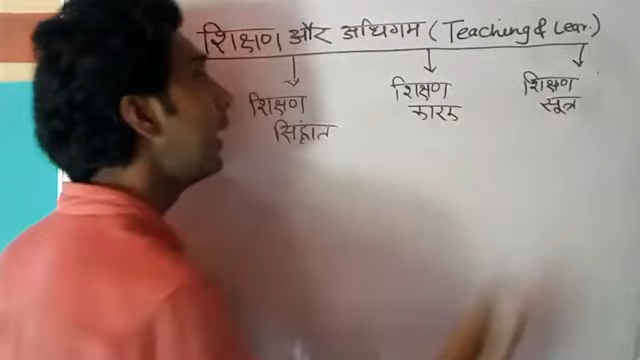 शिक्षण और अधिगम (Teaching & Lear.)
शिक्षण
सिद्धांत
शिक्षण
कारक
शिक्षण
सूत्र